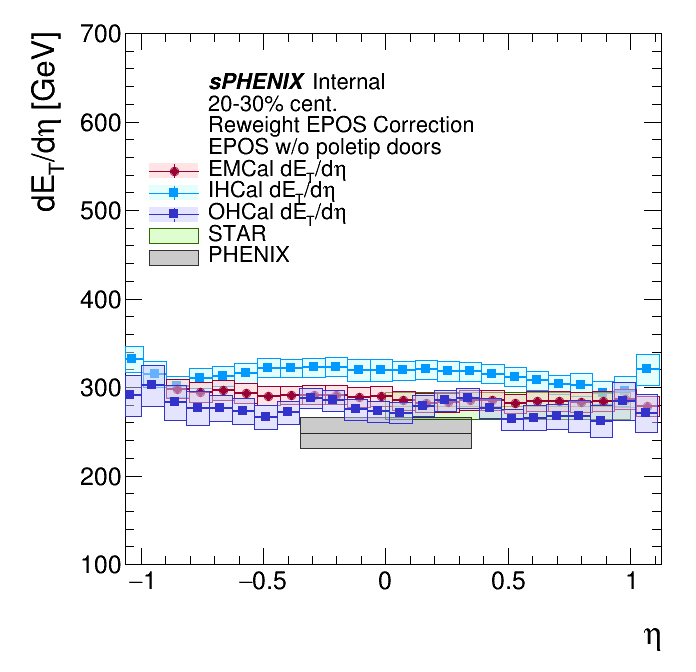 700
600
500
400
300
200
100
dE_T/dη [GeV]
sPHENIX Internal
20-30% cent.
Reweight EPOS Correction
EPOS w/o poletip doors
EMCal dE_T/dη
IHCal dE_T/dη
OHCal dE_T/dη
STAR
PHENIX
−1 −0.5 0 0.5 1
η